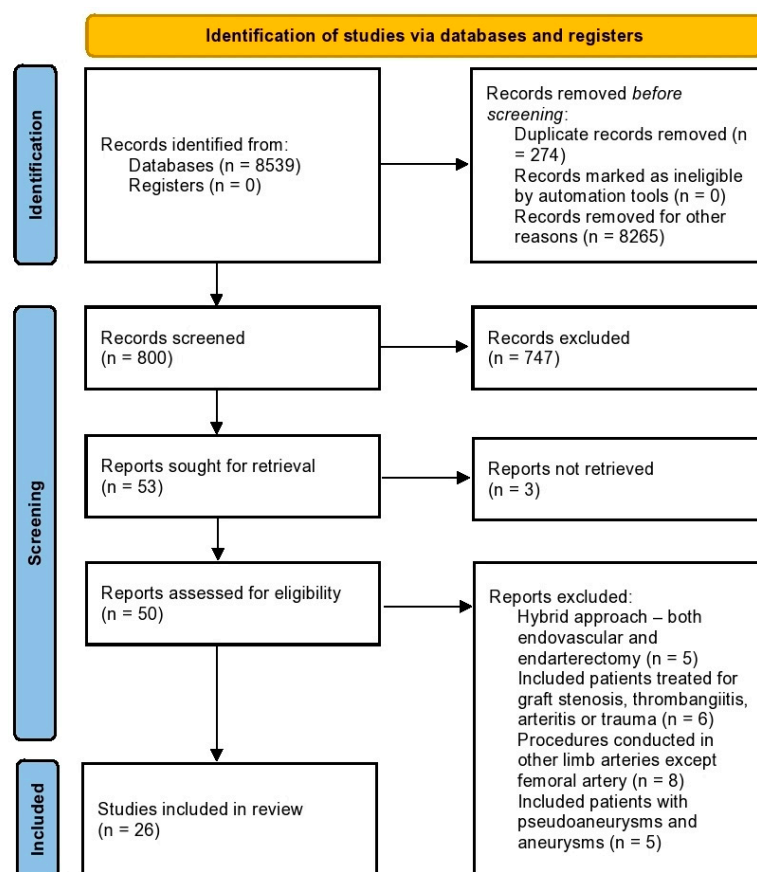 Identification of studies via databases and registers
Identification
Records identified from:
Databases (n = 8539)
Registers (n = 0)
Records removed before
screening:
Duplicate records removed (n
= 274)
Records marked as ineligible
by automation tools (n = 0)
Records removed for other
reasons (n = 8265)
Screening
Records screened
(n = 800)
Records excluded
(n = 747)
Reports sought for retrieval
(n = 53)
Reports not retrieved
(n = 3)
Reports assessed for eligibility
(n = 50)
Reports excluded:
Hybrid approach – both
endovascular and
endarterectomy (n = 5)
Included patients treated for
graft stenosis, thrombangiitis,
arteritis or trauma (n = 6)
Procedures conducted in
other limb arteries except
femoral artery (n = 8)
Included patients with
pseudoaneurysms and
aneurysms (n = 5)
Included
Studies included in review
(n = 26)